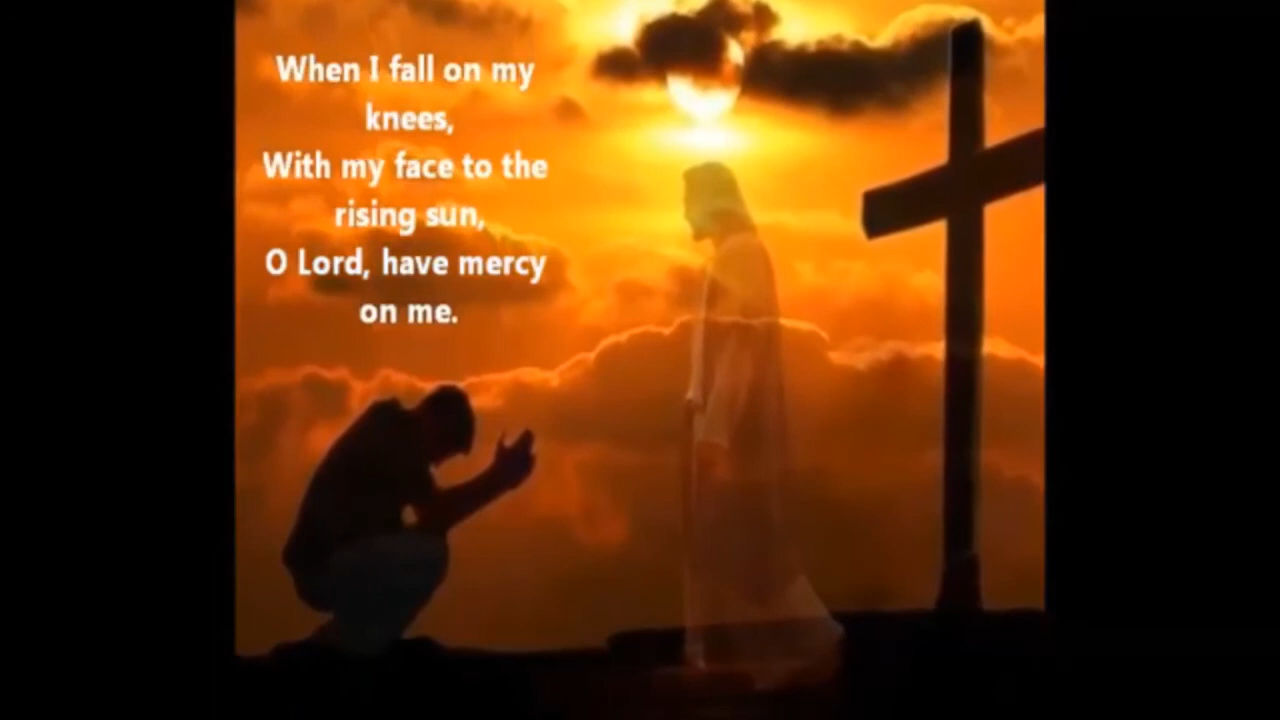 When I fall on my
knees,
With my face to the
rising sun,
O Lord, have mercy
on me.